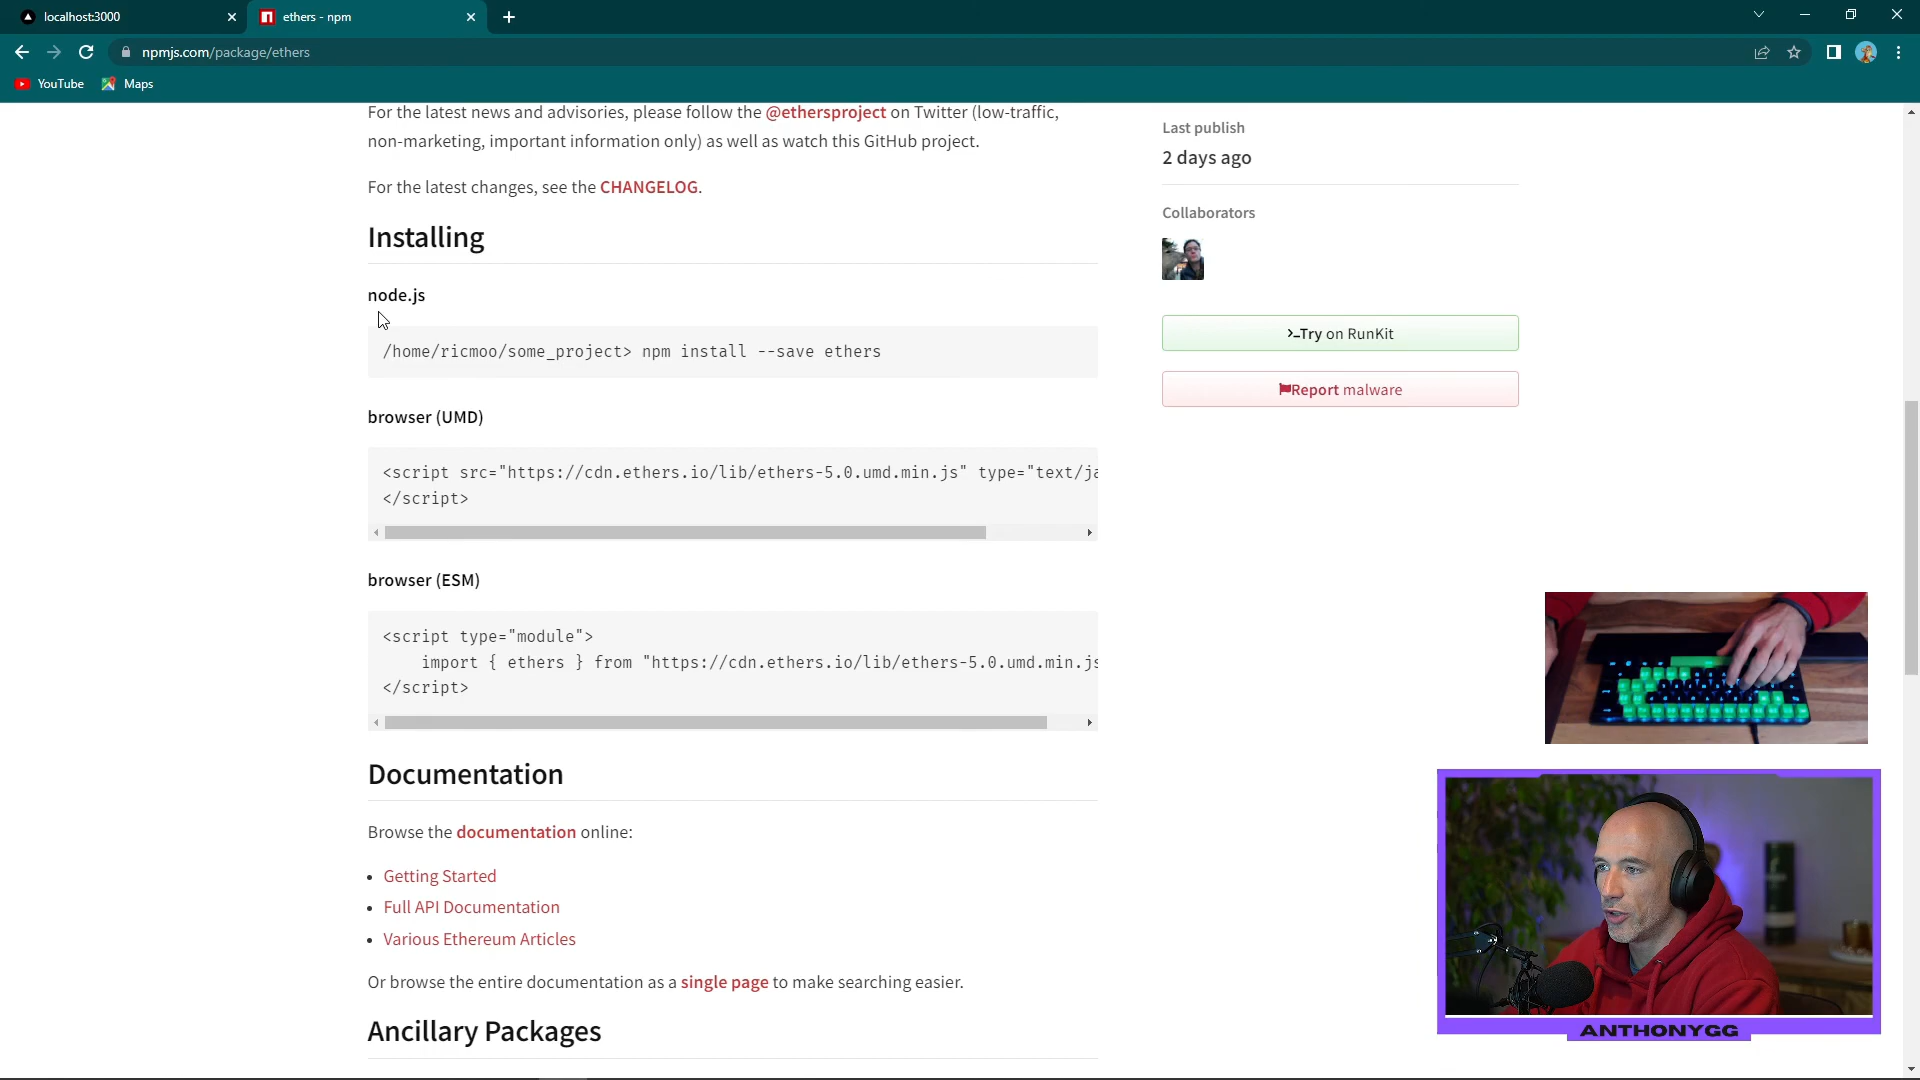 localhost:3000
ethers - npm
npmjs.com/package/ethers
YouTube
Maps
For the latest news and advisories, please follow the @ethersproject on Twitter (low-traffic,
non-marketing, important information only) as well as watch this GitHub project.
For the latest changes, see the CHANGELOG.
Installing
node.js
/home/ricmoo/some_project> npm install --save ethers
browser (UMD)
<script src="https://cdn.ethers.io/lib/ethers-5.0.umd.min.js" type="text/ja
</script>
browser (ESM)
<script type="module">
import { ethers } from "https://cdn.ethers.io/lib/ethers-5.0.umd.min.js
</script>
Documentation
Browse the documentation online:
• Getting Started
• Full API Documentation
• Various Ethereum Articles
Or browse the entire documentation as a single page to make searching easier.
Ancillary Packages
Last publish
2 days ago
Collaborators
>_Try on RunKit
Report malware
ANTHONYGG